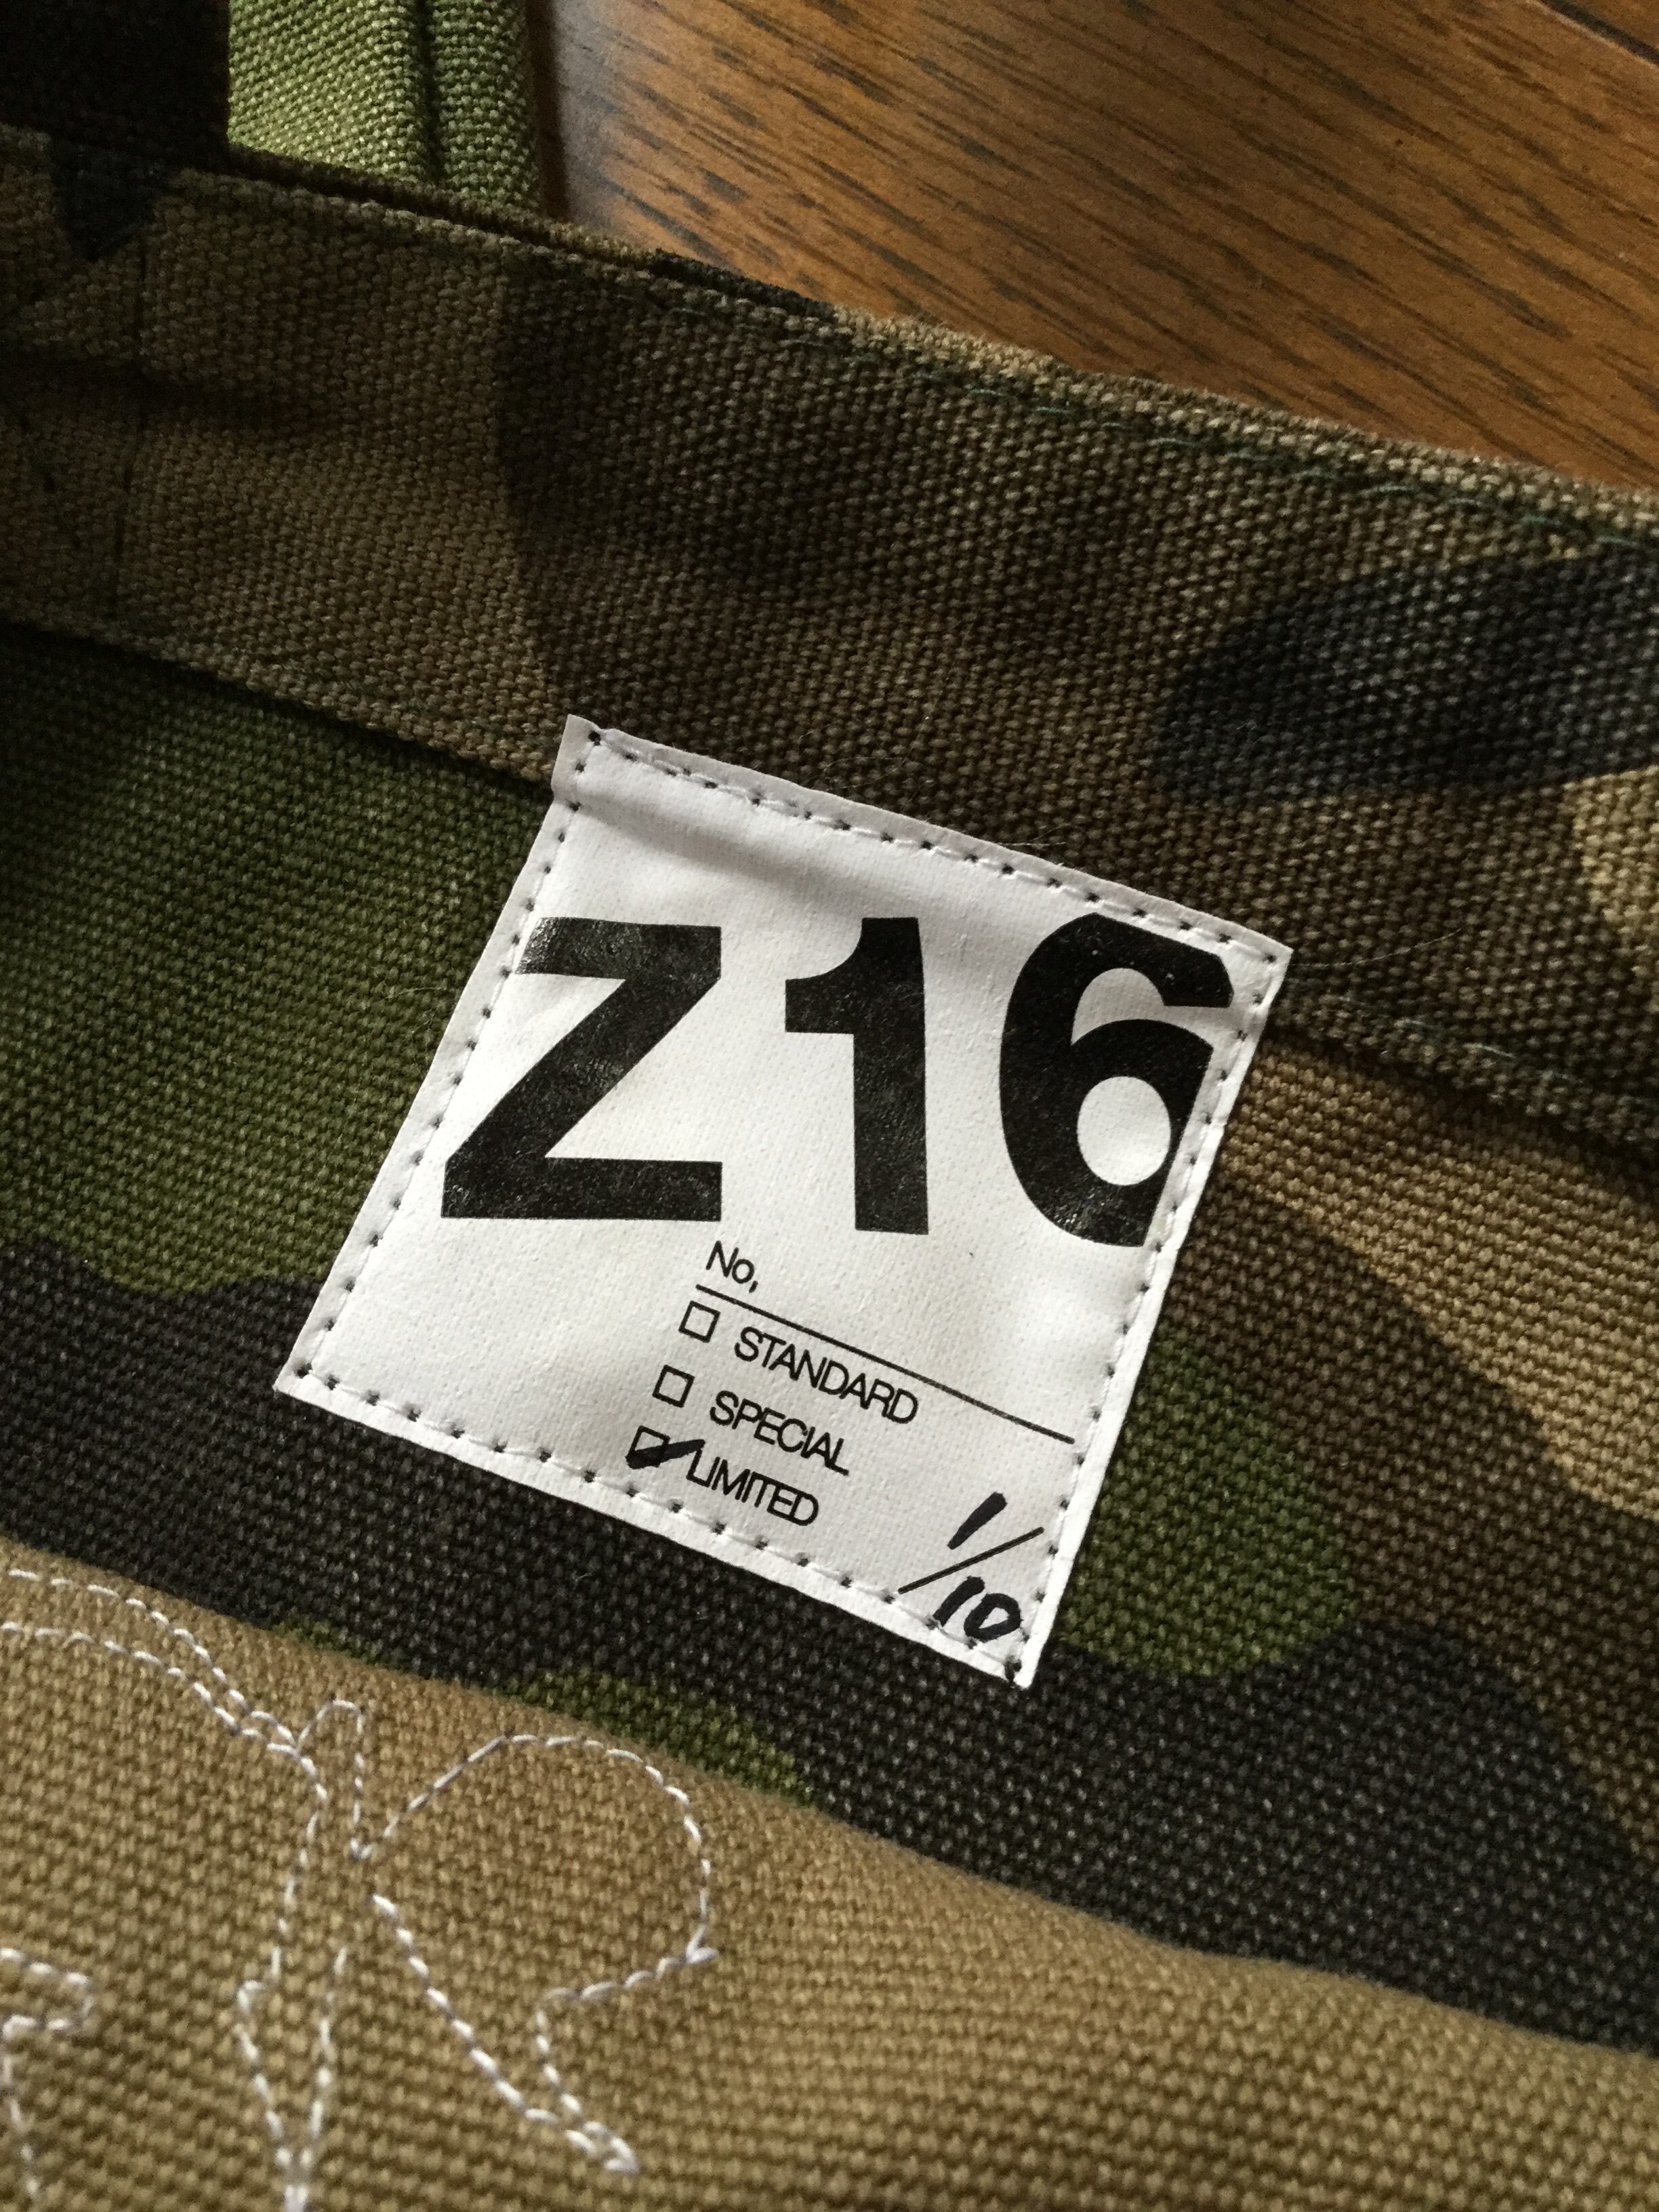 Z16
No,
STANDARD
SPECIAL
LIMITED
1/10